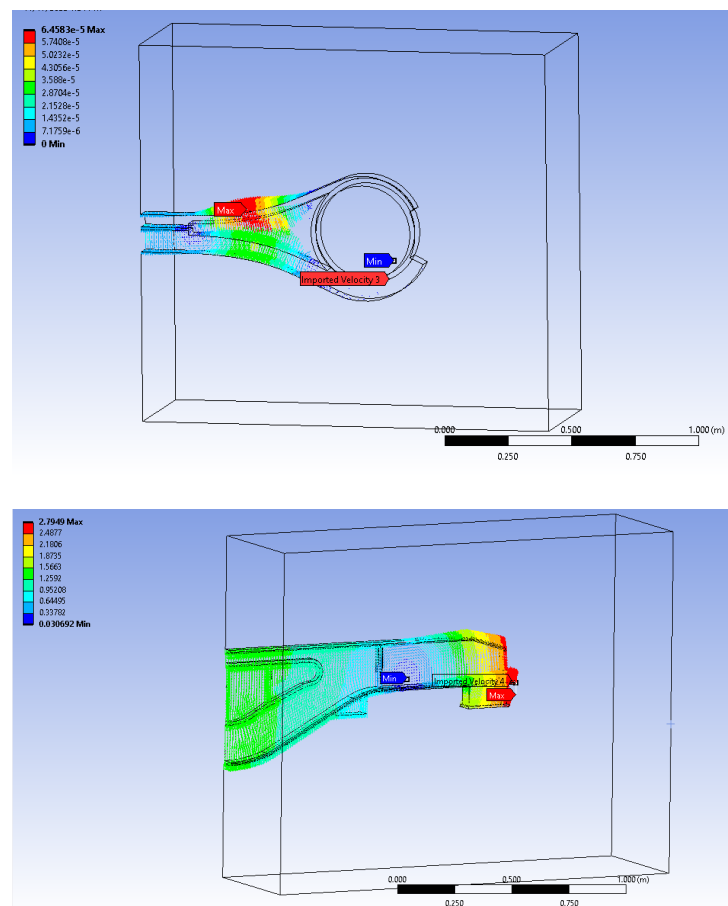 6.4583e-5 Max
5.7408e-5
5.0232e-5
4.3056e-5
3.588e-5
2.8704e-5
2.1528e-5
1.4352e-5
7.1759e-6
0 Min
Max
Min
Imported Velocity 3
0.000 0.500 1.000 (m)
0.250 0.750
2.7949 Max
2.4877
2.1806
1.8735
1.5663
1.2592
0.95208
0.64495
0.33782
0.030692 Min
Min
Imported Velocity 4
Max
0.000 0.500 1.000 (m)
0.250 0.750